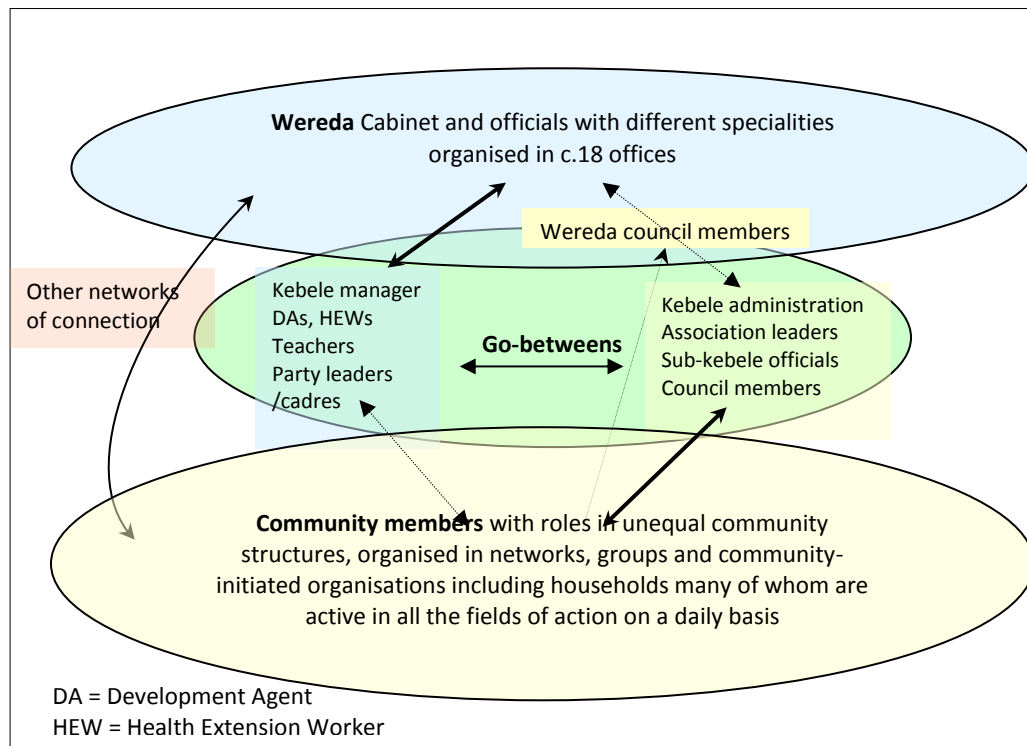 Wereda Cabinet and officials with different specialities
organised in c.18 offices
Wereda council members
Other networks
of connection
Kebele manager
DAs, HEWs
Teachers
Party leaders
/cadres
Go-betweens
Kebele administration
Association leaders
Sub-kebele officials
Council members
Community members with roles in unequal community
structures, organised in networks, groups and community-
initiated organisations including households many of whom are
active in all the fields of action on a daily basis
DA = Development Agent
HEW = Health Extension Worker